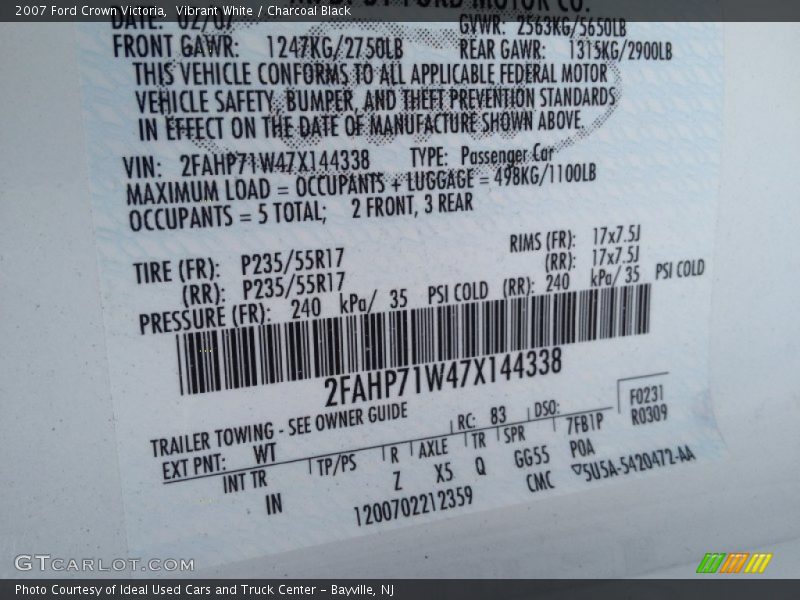 2007 Ford Crown Victoria,  Vibrant White / Charcoal Black
MFD. BY FORD MOTOR CO.
DATE: 02/07 GVWR: 2563KG/5650LB
FRONT GAWR: 1247KG/2750LB REAR GAWR: 1315KG/2900LB
THIS VEHICLE CONFORMS TO ALL APPLICABLE FEDERAL MOTOR
VEHICLE SAFETY, BUMPER, AND THEFT PREVENTION STANDARDS
IN EFFECT ON THE DATE OF MANUFACTURE SHOWN ABOVE.
VIN: 2FAHP71W47X144338 TYPE: Passenger Car
MAXIMUM LOAD = OCCUPANTS + LUGGAGE = 498KG/1100LB
OCCUPANTS = 5 TOTAL; 2 FRONT, 3 REAR
TIRE (FR): P235/55R17 RIMS (FR): 17x7.5J
(RR): P235/55R17 (RR): 17x7.5J
PRESSURE (FR): 240 kPa/ 35 PSI COLD (RR): 240 kPa/ 35 PSI COLD
2FAHP71W47X144338
TRAILER TOWING - SEE OWNER GUIDE
EXT PNT: WT RC: 83 DSO: F0231
R0309
INT TR TP/PS R AXLE TR SPR 7FB1P
IN Z X5 Q GG55 POA
1200702212359 CMC 5U5A-5420472-AA
GTCARLOT.COM
Photo Courtesy of Ideal Used Cars and Truck Center – Bayville, NJ